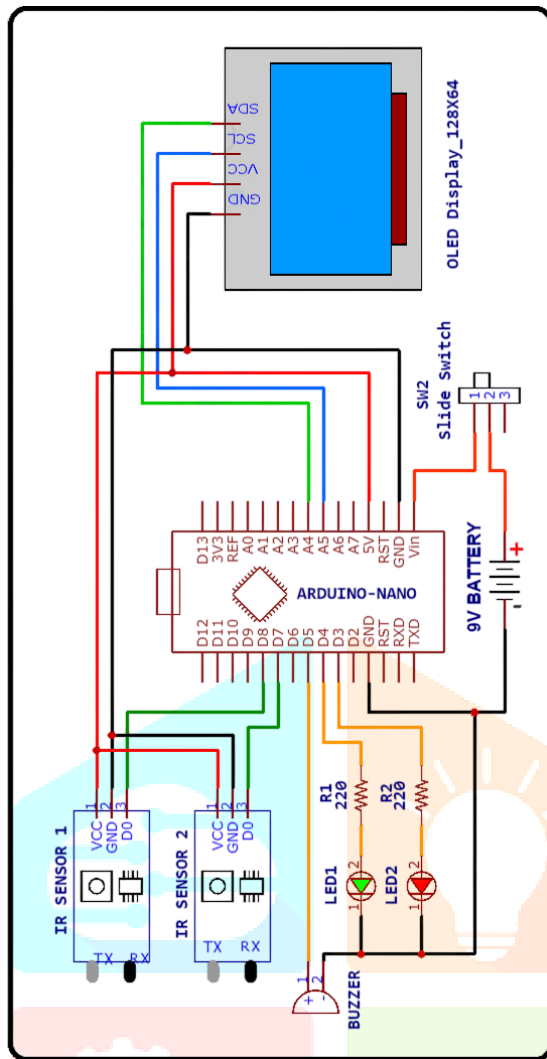 SDA
SCL
VCC
GND
OLED Display_128X64
SW2
Slide Switch
1
2
3
D13
3V3
REF
A0
A1
A2
A3
A4
A5
A6
A7
5V
RST
GND
Vin
ARDUINO-NANO
D12
D11
D10
D9
D8
D7
D6
D5
D4
D3
D2
GND
RST
RXD
TXD
9V BATTERY
+
-
IR SENSOR 1
VCC
GND
D0
1
2
3
TX
RX
IR SENSOR 2
VCC
GND
D0
1
2
3
TX
RX
R1
220
R2
220
LED1
2
1
LED2
2
1
BUZZER
1
2
+
-